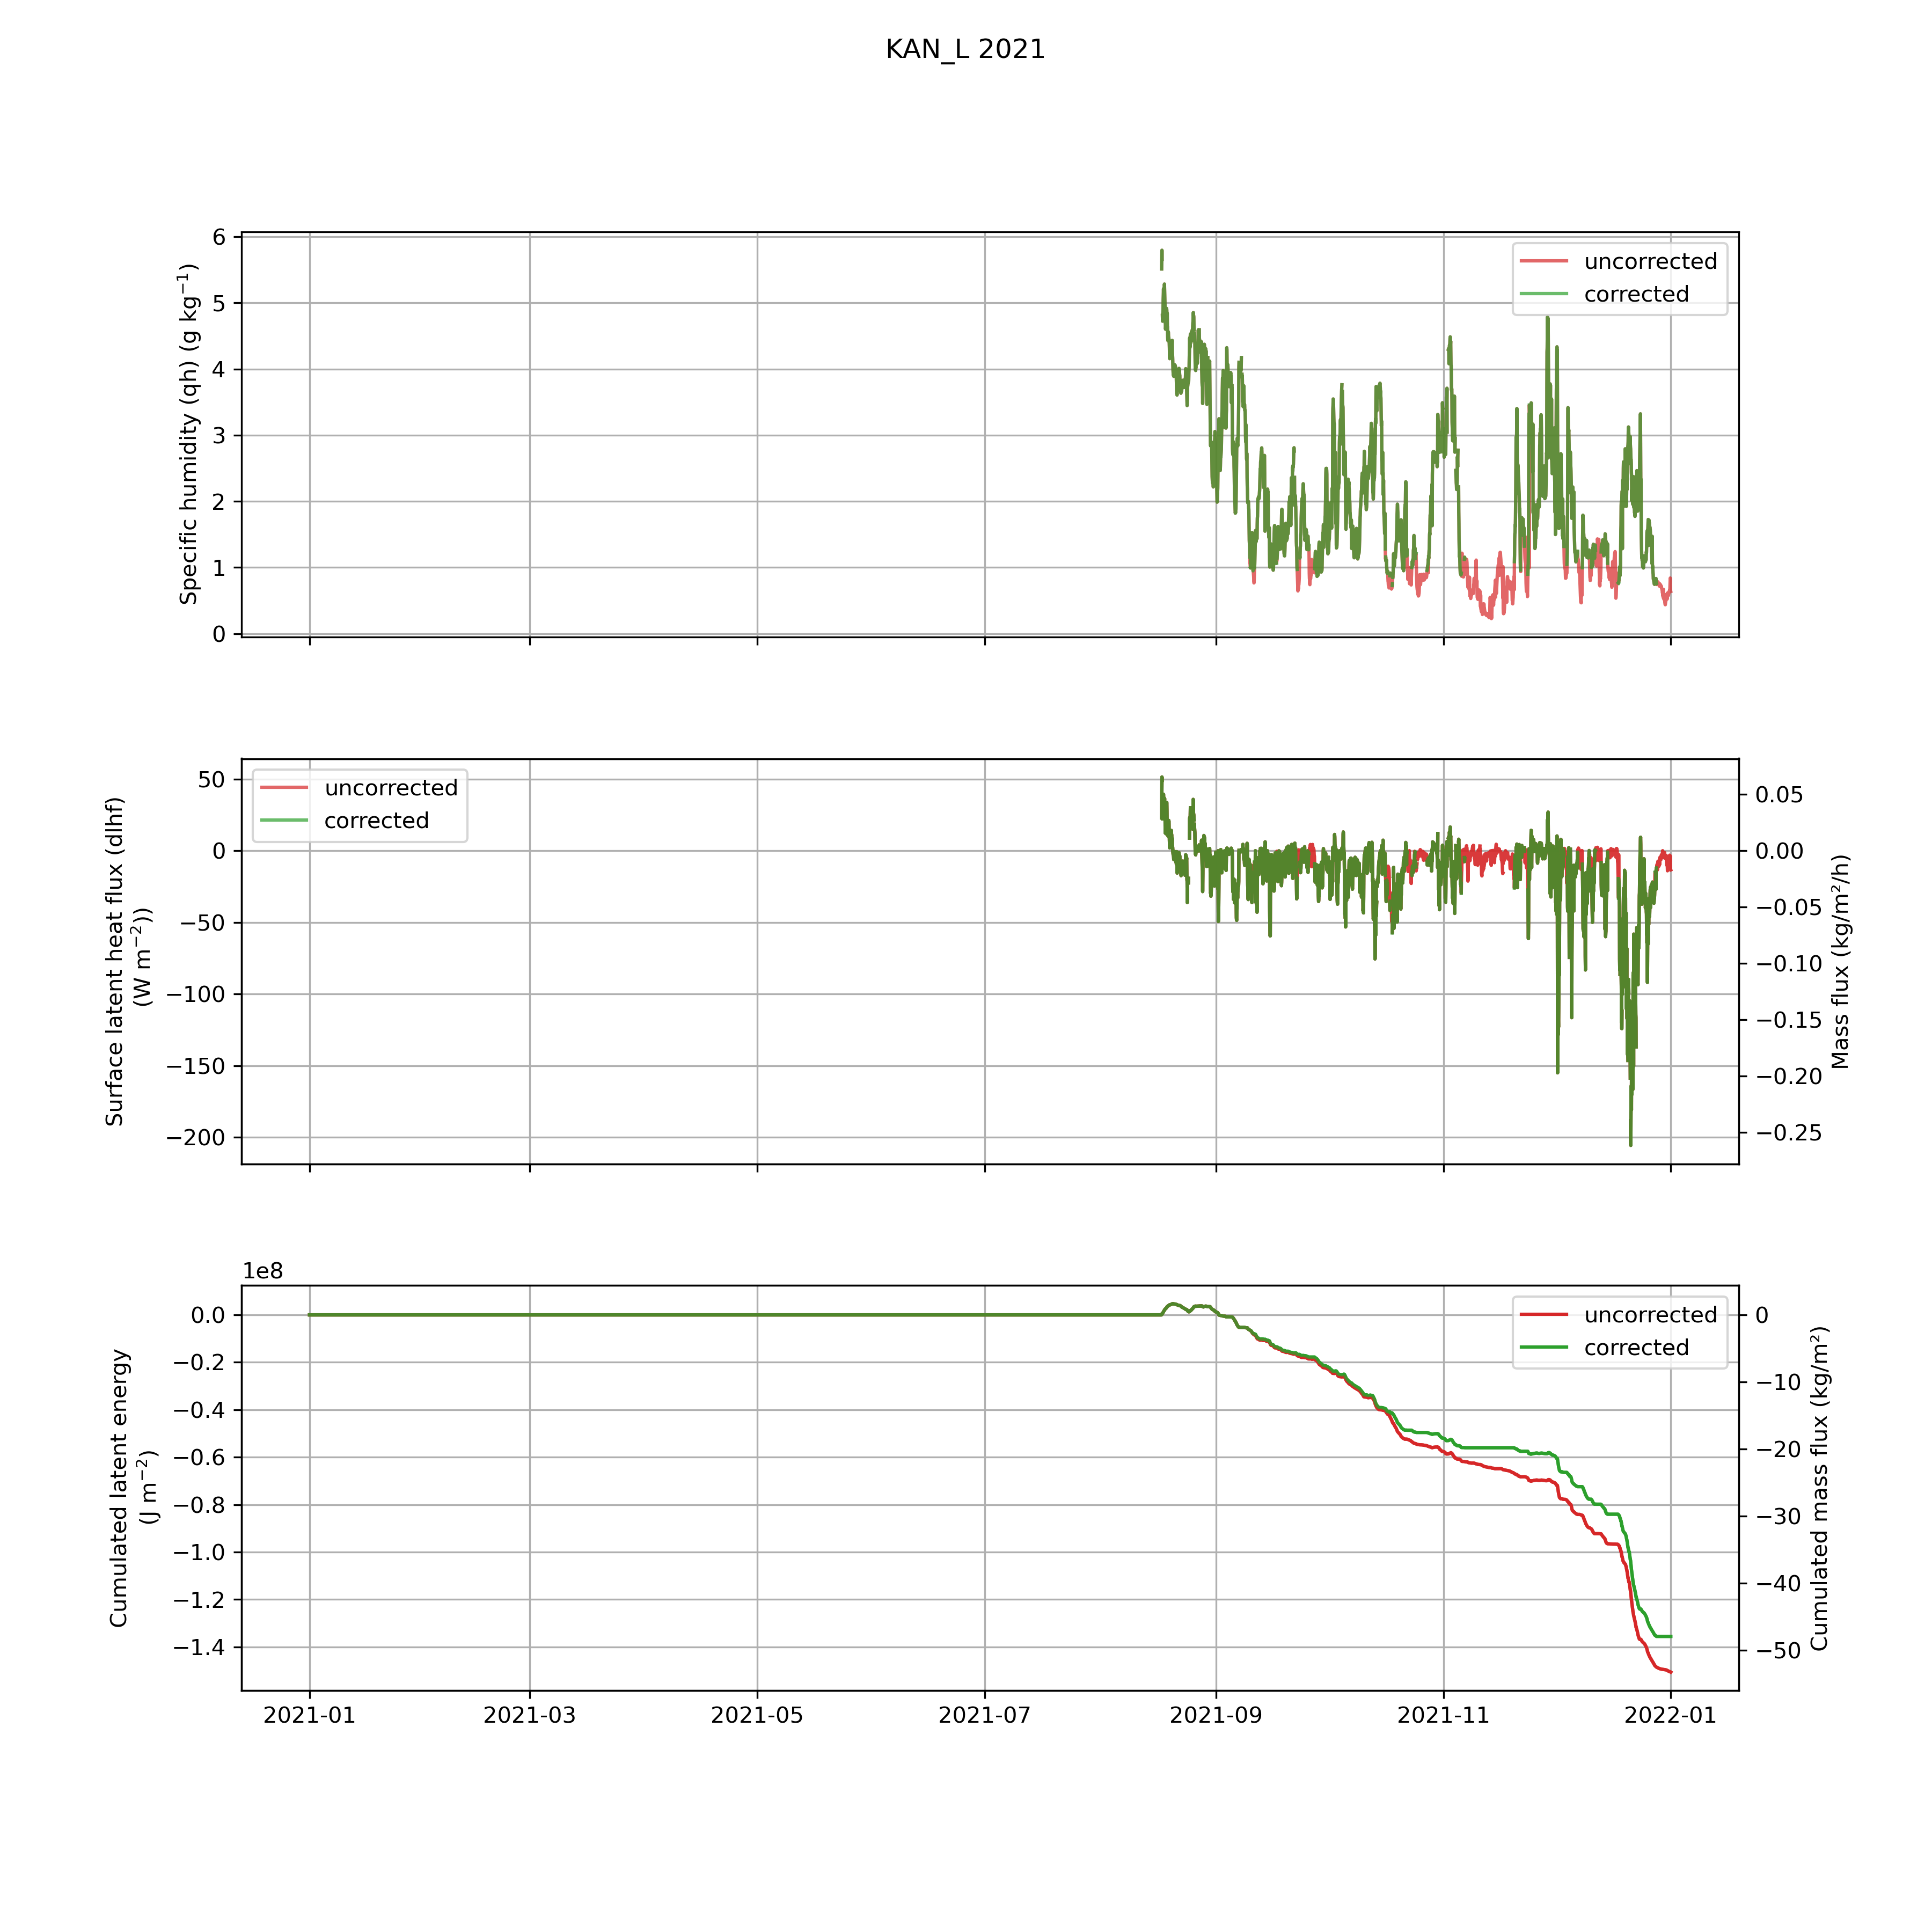 KAN_L 2021
Specific humidity (qh) (g kg⁻¹)
6
5
4
3
2
1
0
uncorrected
corrected
Surface latent heat flux (dlhf)
(W m⁻²))
50
0
−50
−100
−150
−200
uncorrected
corrected
0.05
0.00
−0.05
−0.10
−0.15
−0.20
−0.25
Mass flux (kg/m²/h)
1e8
Cumulated latent energy
(J m⁻²)
0.0
−0.2
−0.4
−0.6
−0.8
−1.0
−1.2
−1.4
uncorrected
corrected
0
−10
−20
−30
−40
−50
Cumulated mass flux (kg/m²)
2021-01 2021-03 2021-05 2021-07 2021-09 2021-11 2022-01